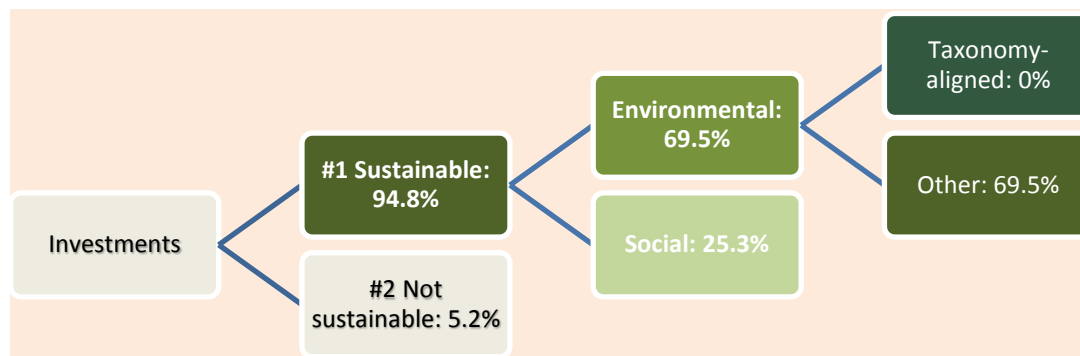 Investments
#1 Sustainable:
94.8%
#2 Not
sustainable: 5.2%
Environmental:
69.5%
Social: 25.3%
Taxonomy-
aligned: 0%
Other: 69.5%